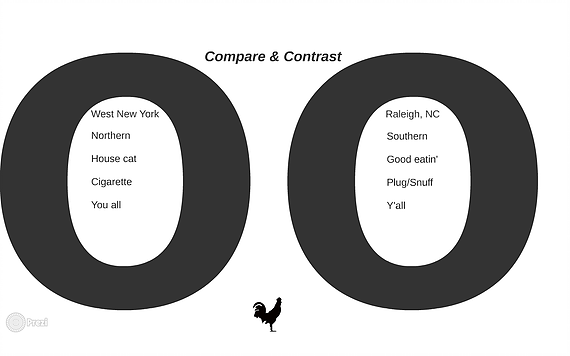 Compare & Contrast
West New York
Northern
House cat
Cigarette
You all
Raleigh, NC
Southern
Good eatin'
Plug/Snuff
Y'all
Prezi